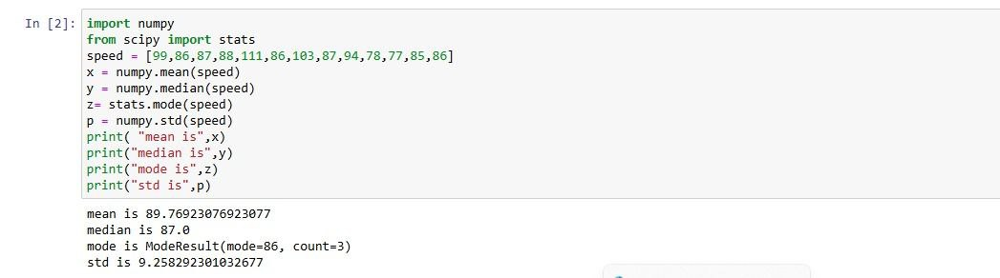 In [2]: import numpy
from scipy import stats
speed = [99,86,87,88,111,86,103,87,94,78,77,85,86]
x = numpy.mean(speed)
y = numpy.median(speed)
z= stats.mode(speed)
p = numpy.std(speed)
print( "mean is",x)
print("median is",y)
print("mode is",z)
print("std is",p)
mean is 89.76923076923077
median is 87.0
mode is ModeResult(mode=86, count=3)
std is 9.258292301032677